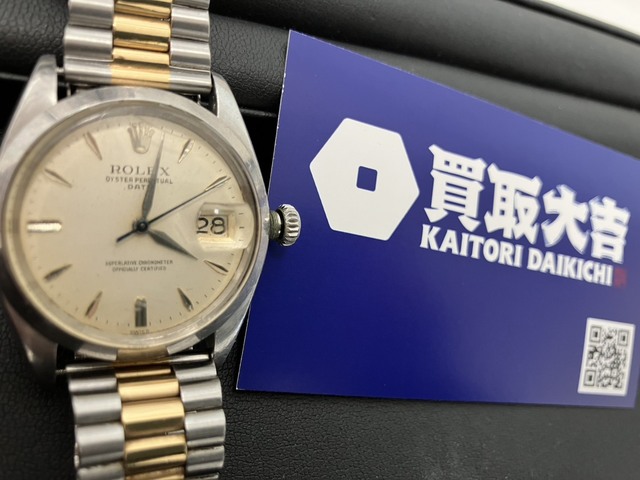 ROLEX
OYSTER PERPETUAL
DATE
28
SUPERLATIVE CHRONOMETER
OFFICIALLY CERTIFIED
買取大吉
KAITORI DAIKICHI